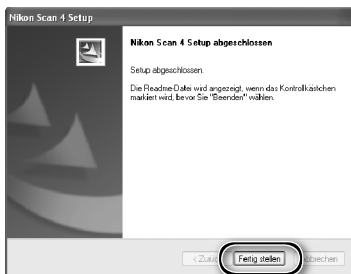 Nikon Scan 4 Setup
Nikon Scan 4 Setup abgeschlossen
Setup abgeschlossen.
Die Readme-Datei wird angezeigt, wenn das Kontrollkästchen
markiert wird, bevor Sie "Beenden" wählen.
Fertig stellen